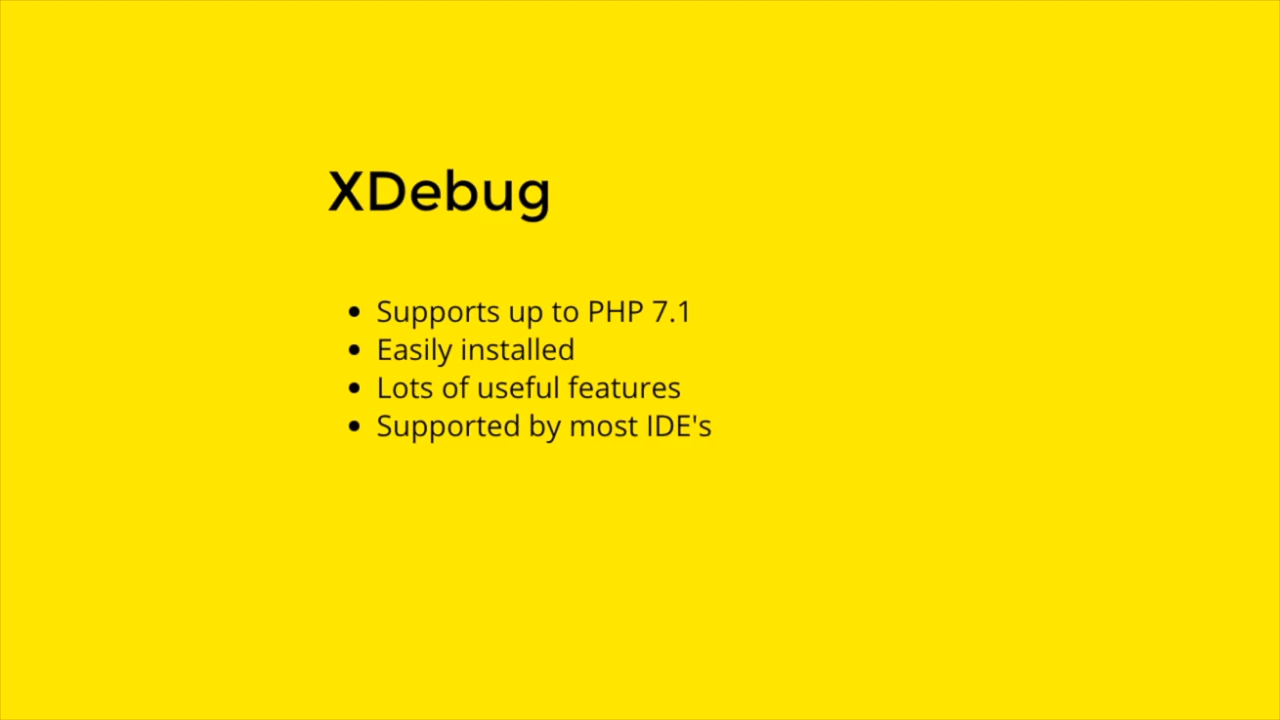 XDebug
• Supports up to PHP 7.1
• Easily installed
• Lots of useful features
• Supported by most IDE's